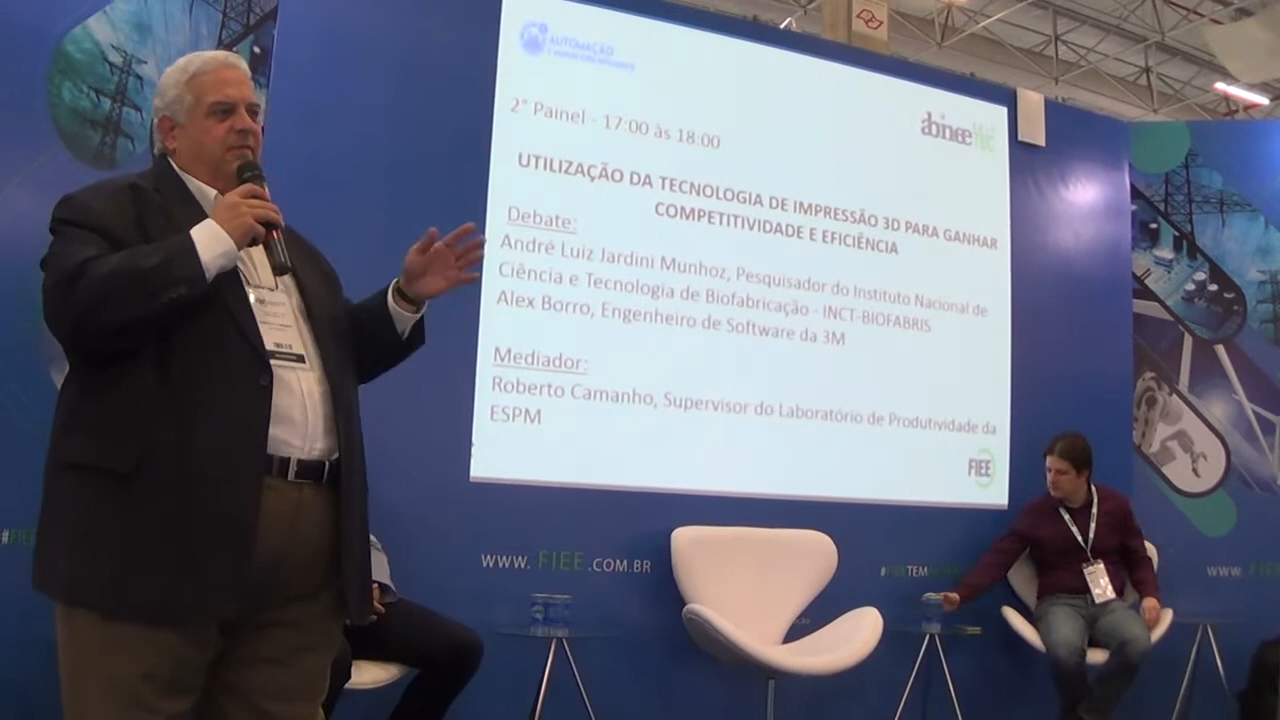 AUTOMAÇÃO
abinee TEC
2° Painel - 17:00 às 18:00
UTILIZAÇÃO DA TECNOLOGIA DE IMPRESSÃO 3D PARA GANHAR
COMPETITIVIDADE E EFICIÊNCIA
Debate:
André Luiz Jardini Munhoz, Pesquisador do Instituto Nacional de
Ciência e Tecnologia de Biofabricação - INCT-BIOFABRIS
Alex Borro, Engenheiro de Software da 3M
Mediador:
Roberto Camanho, Supervisor do Laboratório de Produtividade da
ESPM
FIEE
#FIE
WWW. FIEE .COM.BR
WWW. FIE